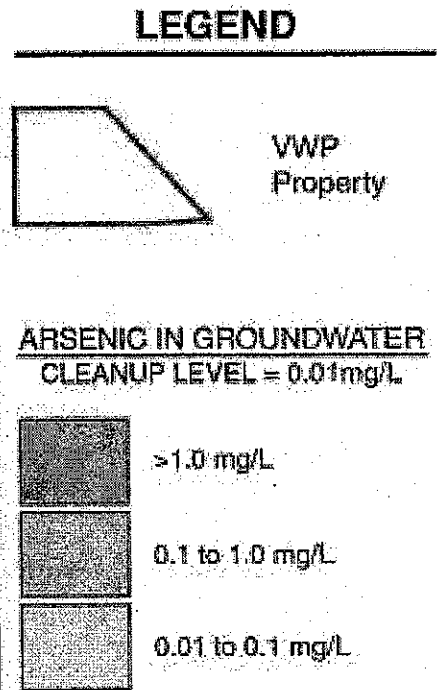 LEGEND
VWP
Property
ARSENIC IN GROUNDWATER
CLEANUP LEVEL = 0.01mg/L
>1.0 mg/L
0.1 to 1.0 mg/L
0.01 to 0.1 mg/L